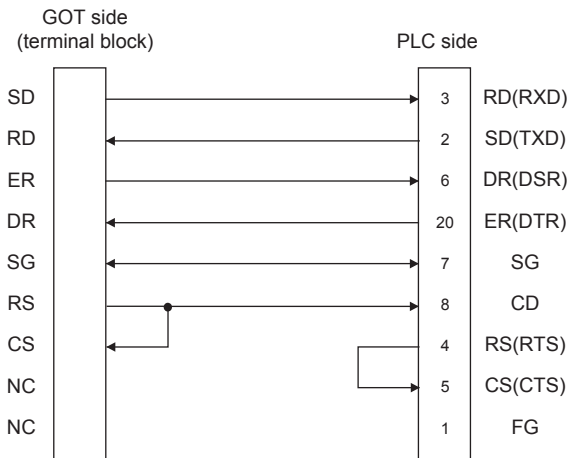 GOT side
(terminal block)
PLC side
SD 3 RD(RXD)
RD 2 SD(TXD)
ER 6 DR(DSR)
DR 20 ER(DTR)
SG 7 SG
RS 8 CD
CS 4 RS(RTS)
NC 5 CS(CTS)
NC 1 FG